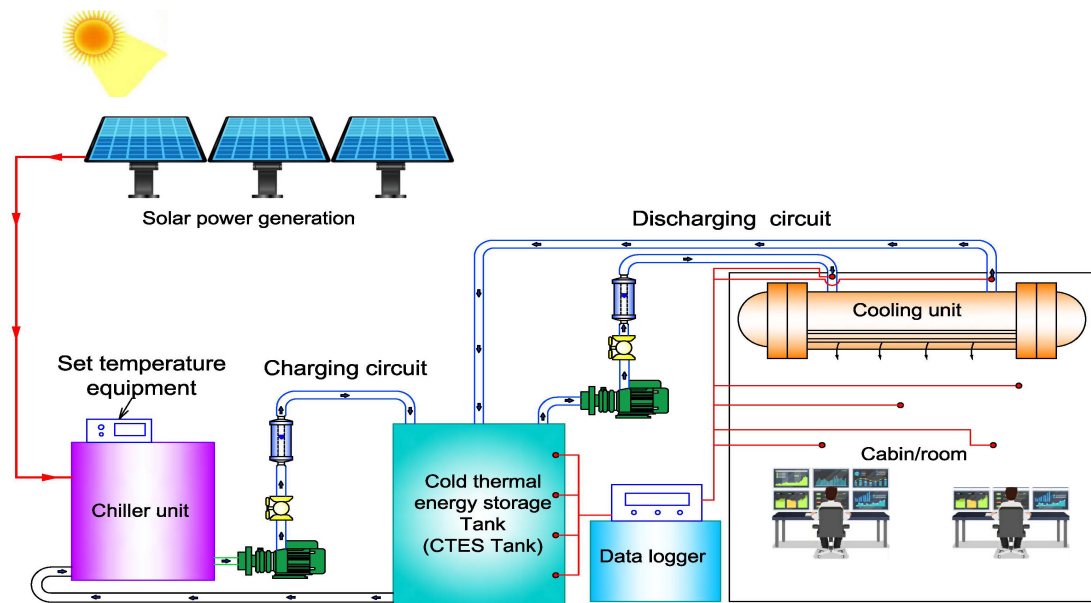 Solar power generation
Discharging circuit
Cooling unit
Set temperature
equipment
Charging circuit
Cabin/room
Chiller unit
Cold thermal
energy storage
Tank
(CTES Tank)
Data logger